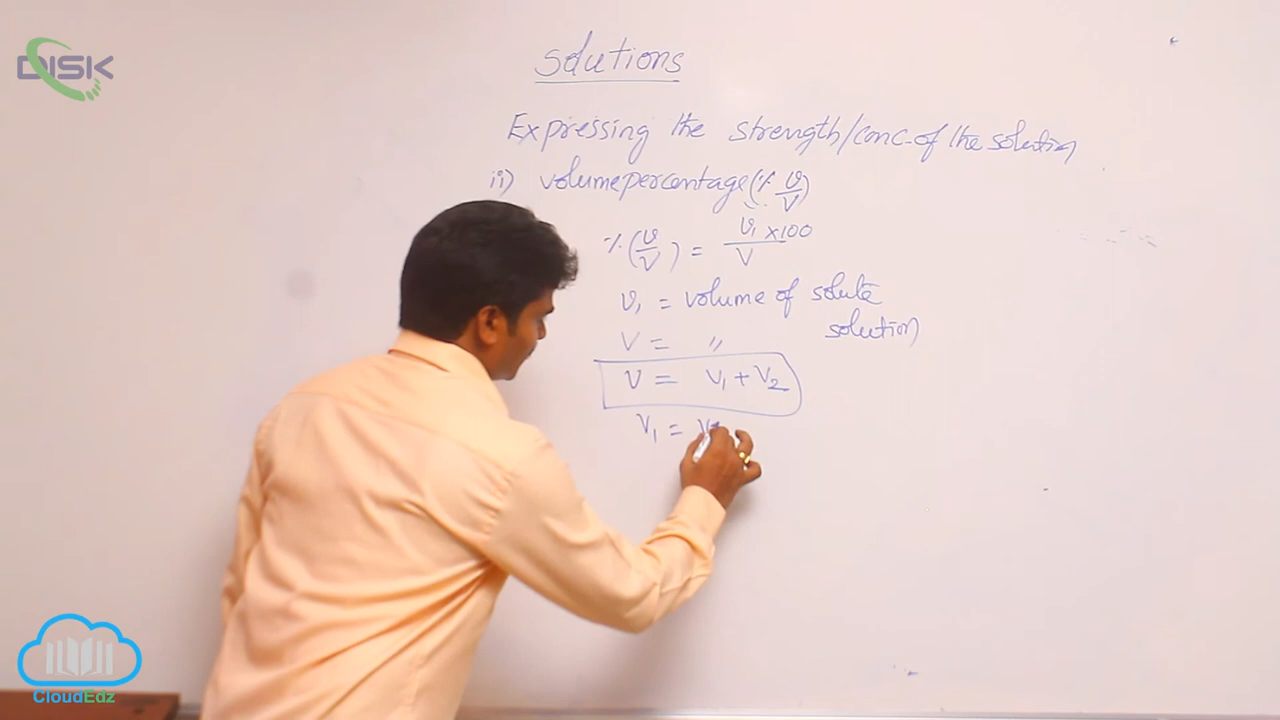 DISK
Solutions
Expressing the strength/conc. of the solution
ii) volume percentage (% v/V)
% (v/V) = v₁ × 100 / V
v₁ = volume of solute
V = " solution
V = V₁ + V₂
V₁ =
CloudEdz